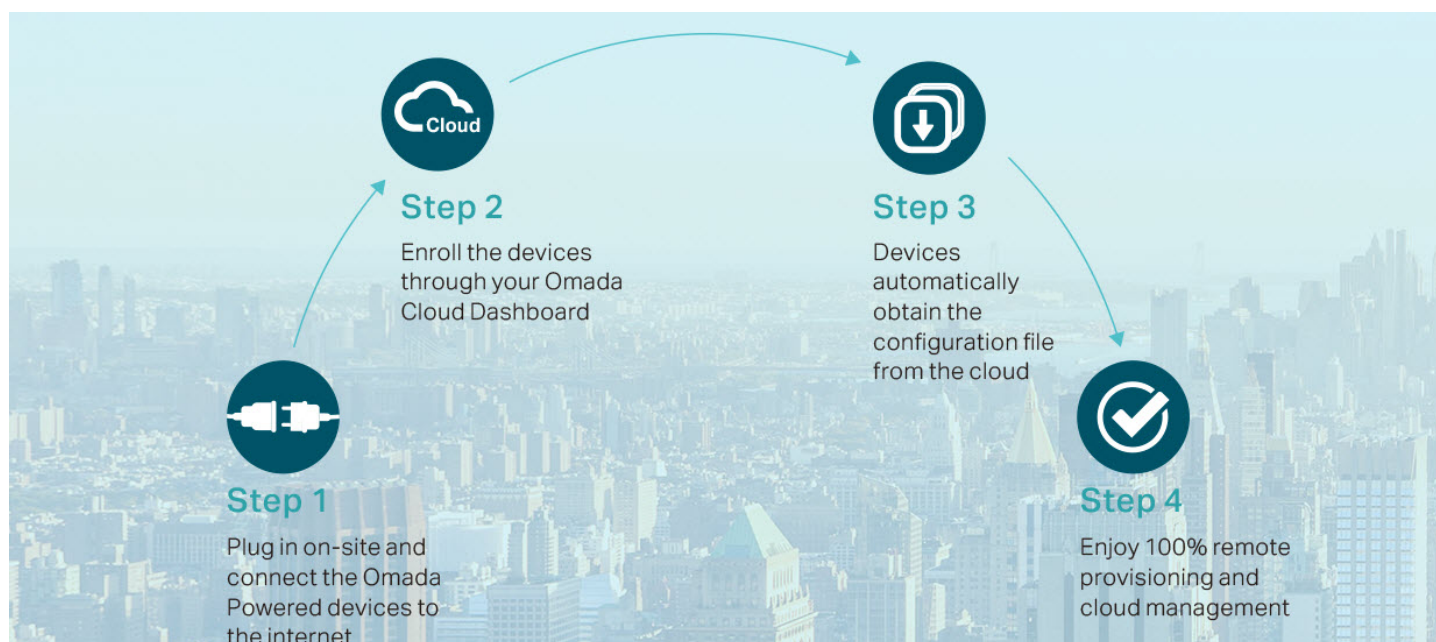 Cloud
Step 2
Enroll the devices
through your Omada
Cloud Dashboard
Step 3
Devices
automatically
obtain the
configuration file
from the cloud
Step 1
Plug in on-site and
connect the Omada
Powered devices to
the internet
Step 4
Enjoy 100% remote
provisioning and
cloud management